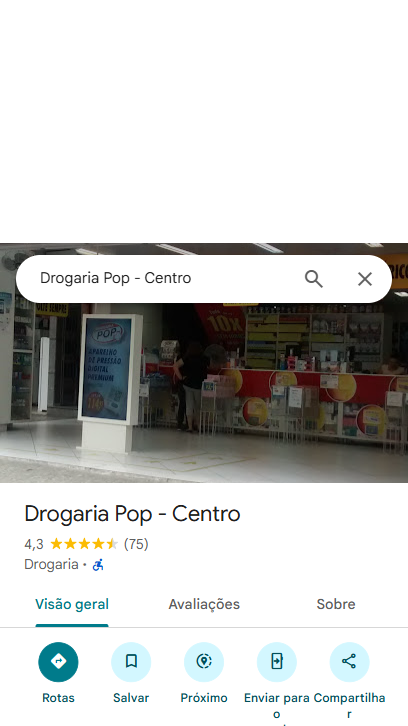 Drogaria Pop - Centro
10x
POP
APARELHO
DE PRESSÃO
DIGITAL
PREMIUM
Drogaria Pop - Centro
4,3 (75)
Drogaria ·
Visão geral Avaliações Sobre
Rotas Salvar Próximo Enviar para o Compartilhar